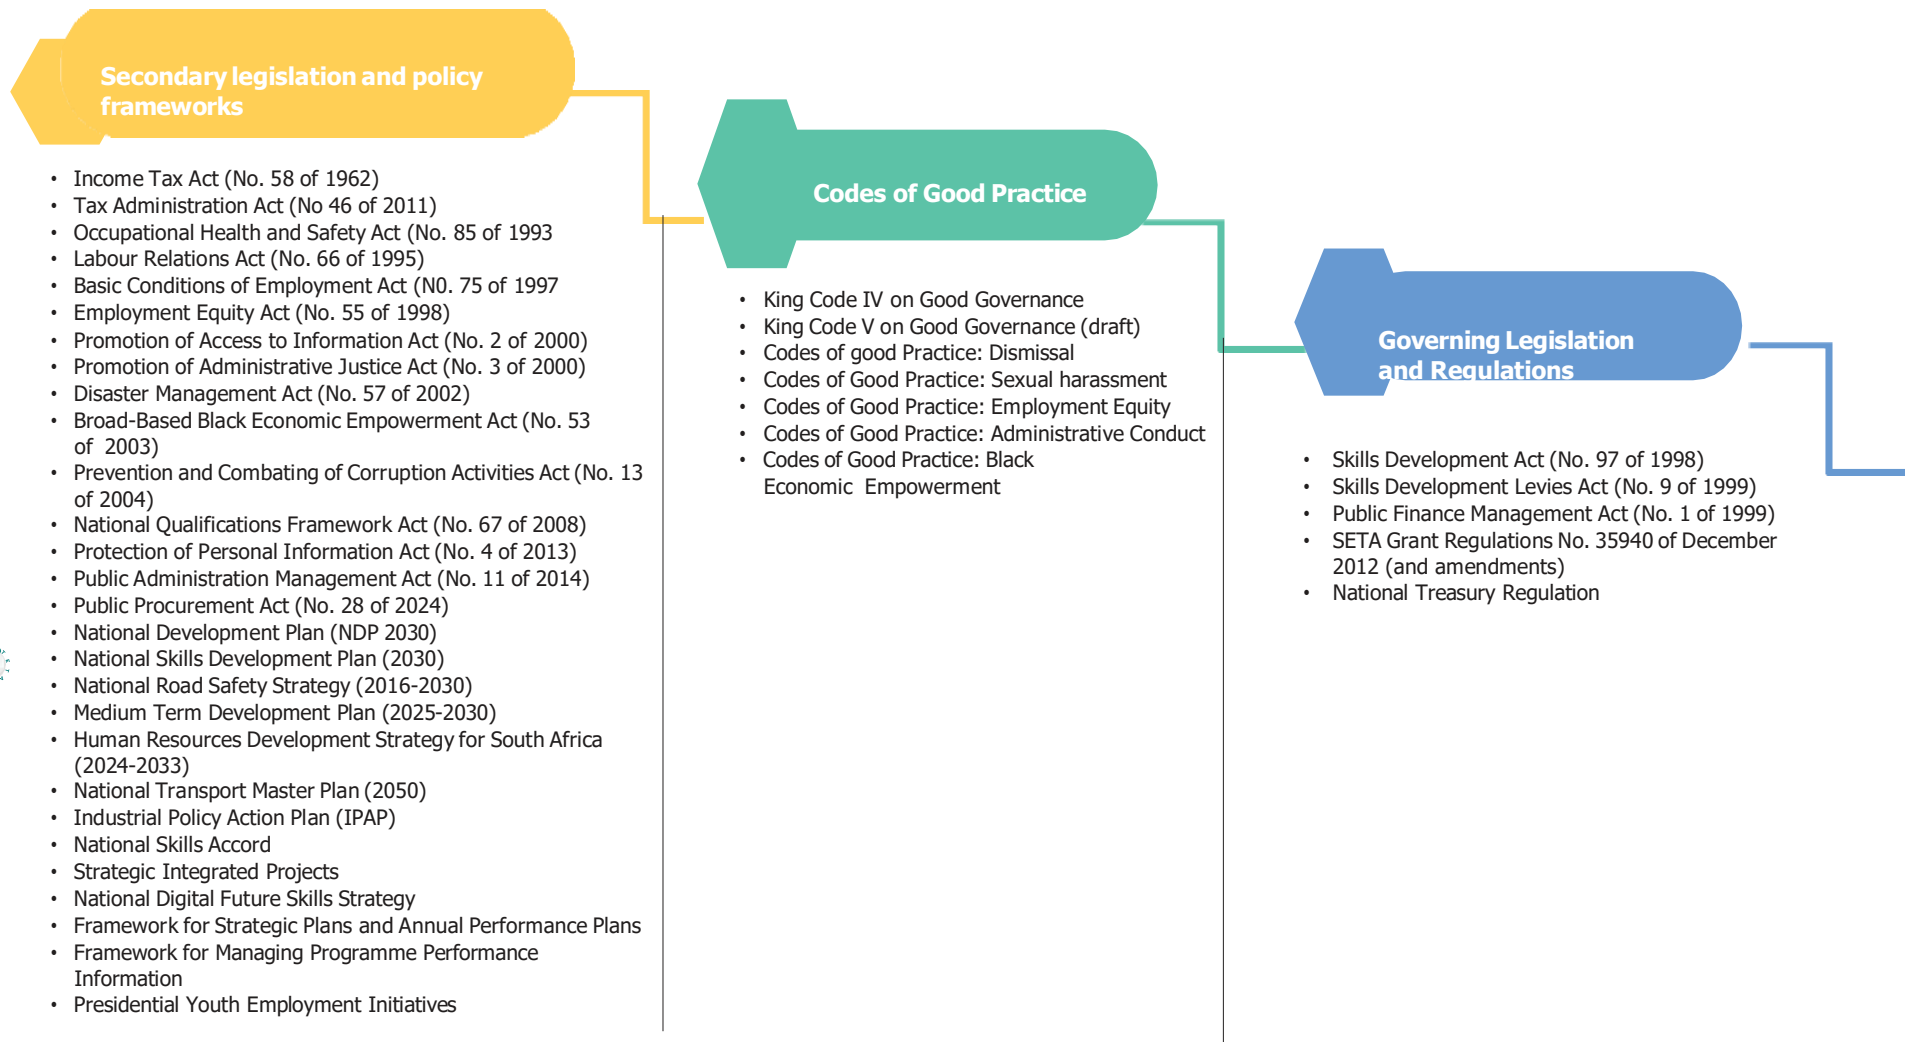 Secondary legislation and policy
frameworks
• Income Tax Act (No. 58 of 1962)
• Tax Administration Act (No 46 of 2011)
• Occupational Health and Safety Act (No. 85 of 1993
• Labour Relations Act (No. 66 of 1995)
• Basic Conditions of Employment Act (N0. 75 of 1997
• Employment Equity Act (No. 55 of 1998)
• Promotion of Access to Information Act (No. 2 of 2000)
• Promotion of Administrative Justice Act (No. 3 of 2000)
• Disaster Management Act (No. 57 of 2002)
• Broad-Based Black Economic Empowerment Act (No. 53
of 2003)
• Prevention and Combating of Corruption Activities Act (No. 13
of 2004)
• National Qualifications Framework Act (No. 67 of 2008)
• Protection of Personal Information Act (No. 4 of 2013)
• Public Administration Management Act (No. 11 of 2014)
• Public Procurement Act (No. 28 of 2024)
• National Development Plan (NDP 2030)
• National Skills Development Plan (2030)
• National Road Safety Strategy (2016-2030)
• Medium Term Development Plan (2025-2030)
• Human Resources Development Strategy for South Africa
(2024-2033)
• National Transport Master Plan (2050)
• Industrial Policy Action Plan (IPAP)
• National Skills Accord
• Strategic Integrated Projects
• National Digital Future Skills Strategy
• Framework for Strategic Plans and Annual Performance Plans
• Framework for Managing Programme Performance
Information
• Presidential Youth Employment Initiatives
Codes of Good Practice
• King Code IV on Good Governance
• King Code V on Good Governance (draft)
• Codes of good Practice: Dismissal
• Codes of Good Practice: Sexual harassment
• Codes of Good Practice: Employment Equity
• Codes of Good Practice: Administrative Conduct
• Codes of Good Practice: Black
Economic Empowerment
Governing Legislation
and Regulations
• Skills Development Act (No. 97 of 1998)
• Skills Development Levies Act (No. 9 of 1999)
• Public Finance Management Act (No. 1 of 1999)
• SETA Grant Regulations No. 35940 of December
2012 (and amendments)
• National Treasury Regulation